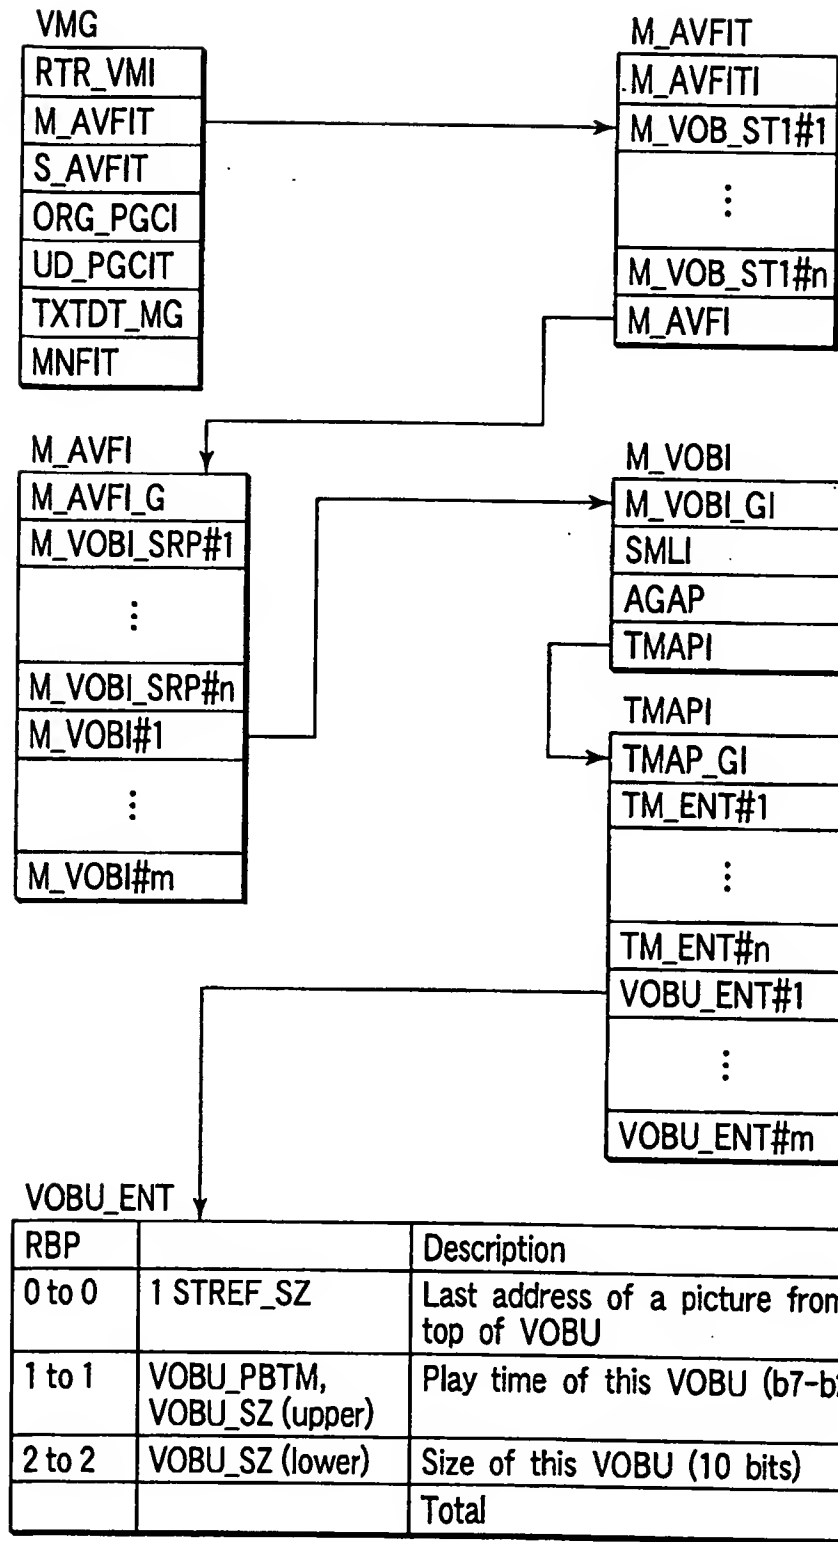 VMG
RTR_VMI
M_AVFIT
S_AVFIT
ORG_PGCI
UD_PGCIT
TXTDT_MG
MNFIT
M_AVFIT
M_AVFITI
M_VOB_ST1#1
⋮
M_VOB_ST1#n
M_AVFI
M_AVFI
M_AVFI_G
M_VOBI_SRP#1
⋮
M_VOBI_SRP#n
M_VOBI#1
⋮
M_VOBI#m
M_VOBI
M_VOBI_GI
SMLI
AGAP
TMAPI
TMAPI
TMAP_GI
TM_ENT#1
⋮
TM_ENT#n
VOBU_ENT#1
⋮
VOBU_ENT#m
VOBU_ENT
RBP Description
0 to 0 1 STREF_SZ Last address of a picture from
top of VOBU
1 to 1 VOBU_PBTM, Play time of this VOBU (b7-b2
VOBU_SZ (upper)
2 to 2 VOBU_SZ (lower) Size of this VOBU (10 bits)
Total